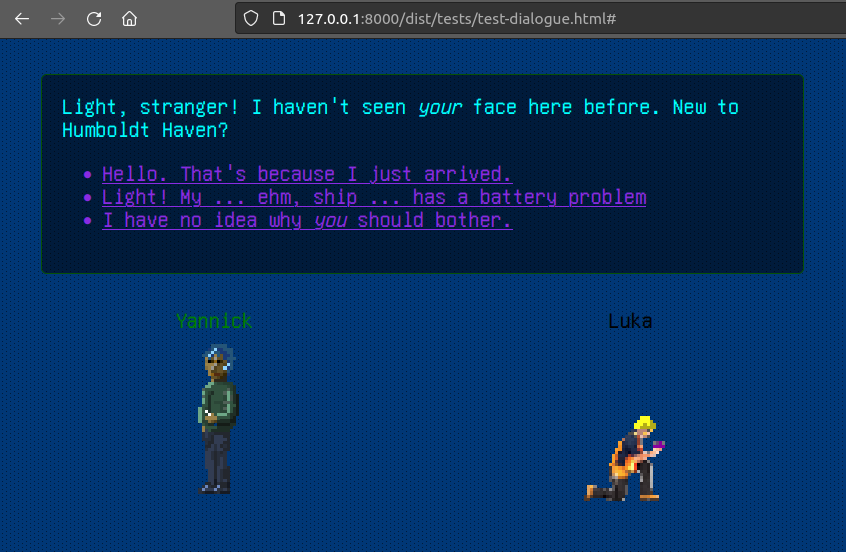 127.0.0.1:8000/dist/tests/test-dialogue.html#
Light, stranger! I haven't seen your face here before. New to
Humboldt Haven?
Hello. That's because I just arrived.
Light! My ... ehm, ship ... has a battery problem
I have no idea why you should bother.
Yannick
Luka